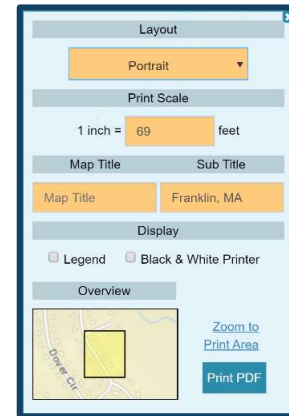 Layout
Portrait
Print Scale
1 inch = 69 feet
Map Title Sub Title
Map Title Franklin, MA
Display
Legend Black & White Printer
Overview
Zoom to
Print Area
Dover Cir
Print PDF